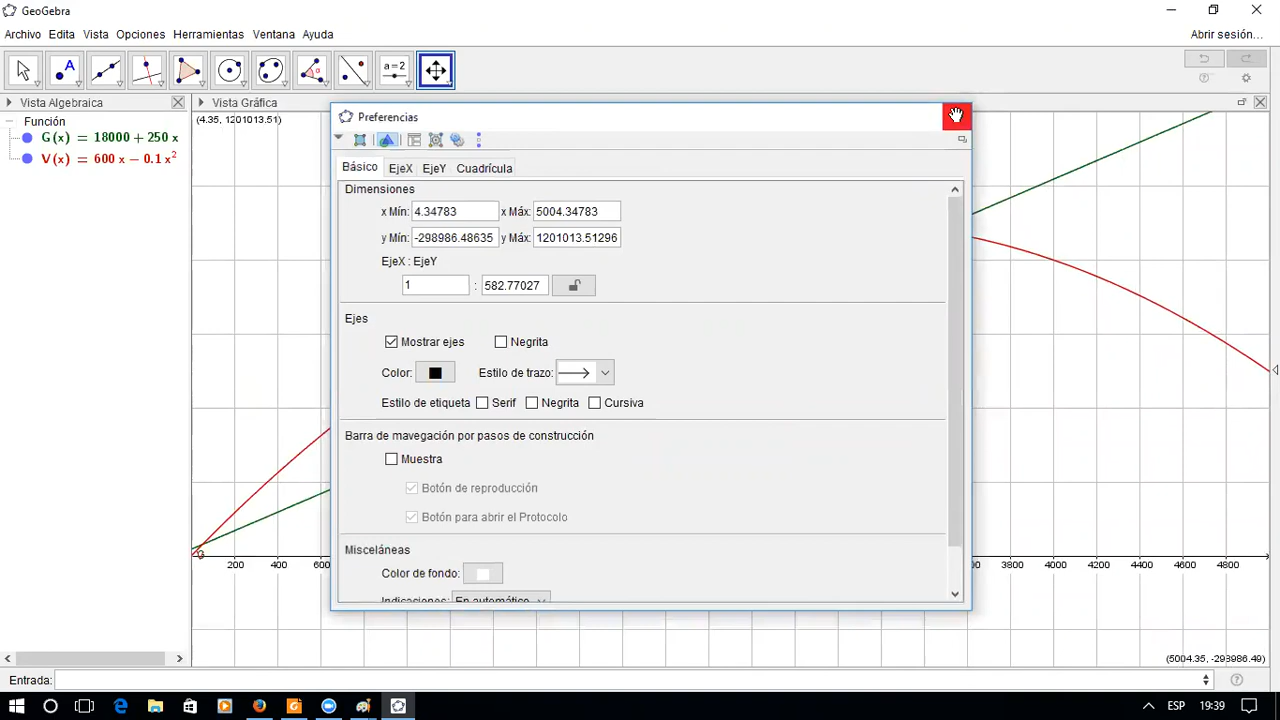 GeoGebra
Archivo Edita Vista Opciones Herramientas Ventana Ayuda Abrir sesión...
A a=2
Vista Algebraica Vista Gráfica
Función
G(x) = 18000 + 250 x
V(x) = 600 x − 0.1 x²
(4.35, 1201013.51)
Preferencias
Básico EjeX EjeY Cuadrícula
Dimensiones
x Mín: 4.34783 x Máx: 5004.34783
y Mín: -298986.48635 y Máx: 1201013.51296
EjeX : EjeY
1 : 582.77027
Ejes
Mostrar ejes Negrita
Color: Estilo de trazo:
Estilo de etiqueta Serif Negrita Cursiva
Barra de mavegación por pasos de construcción
Muestra
Botón de reproducción
Botón para abrir el Protocolo
Misceláneas
Color de fondo:
Indicaciones: En automático
200 400 3800 4000 4200 4400 4600 4800
(5004.35, -298986.49)
Entrada:
ESP 19:39